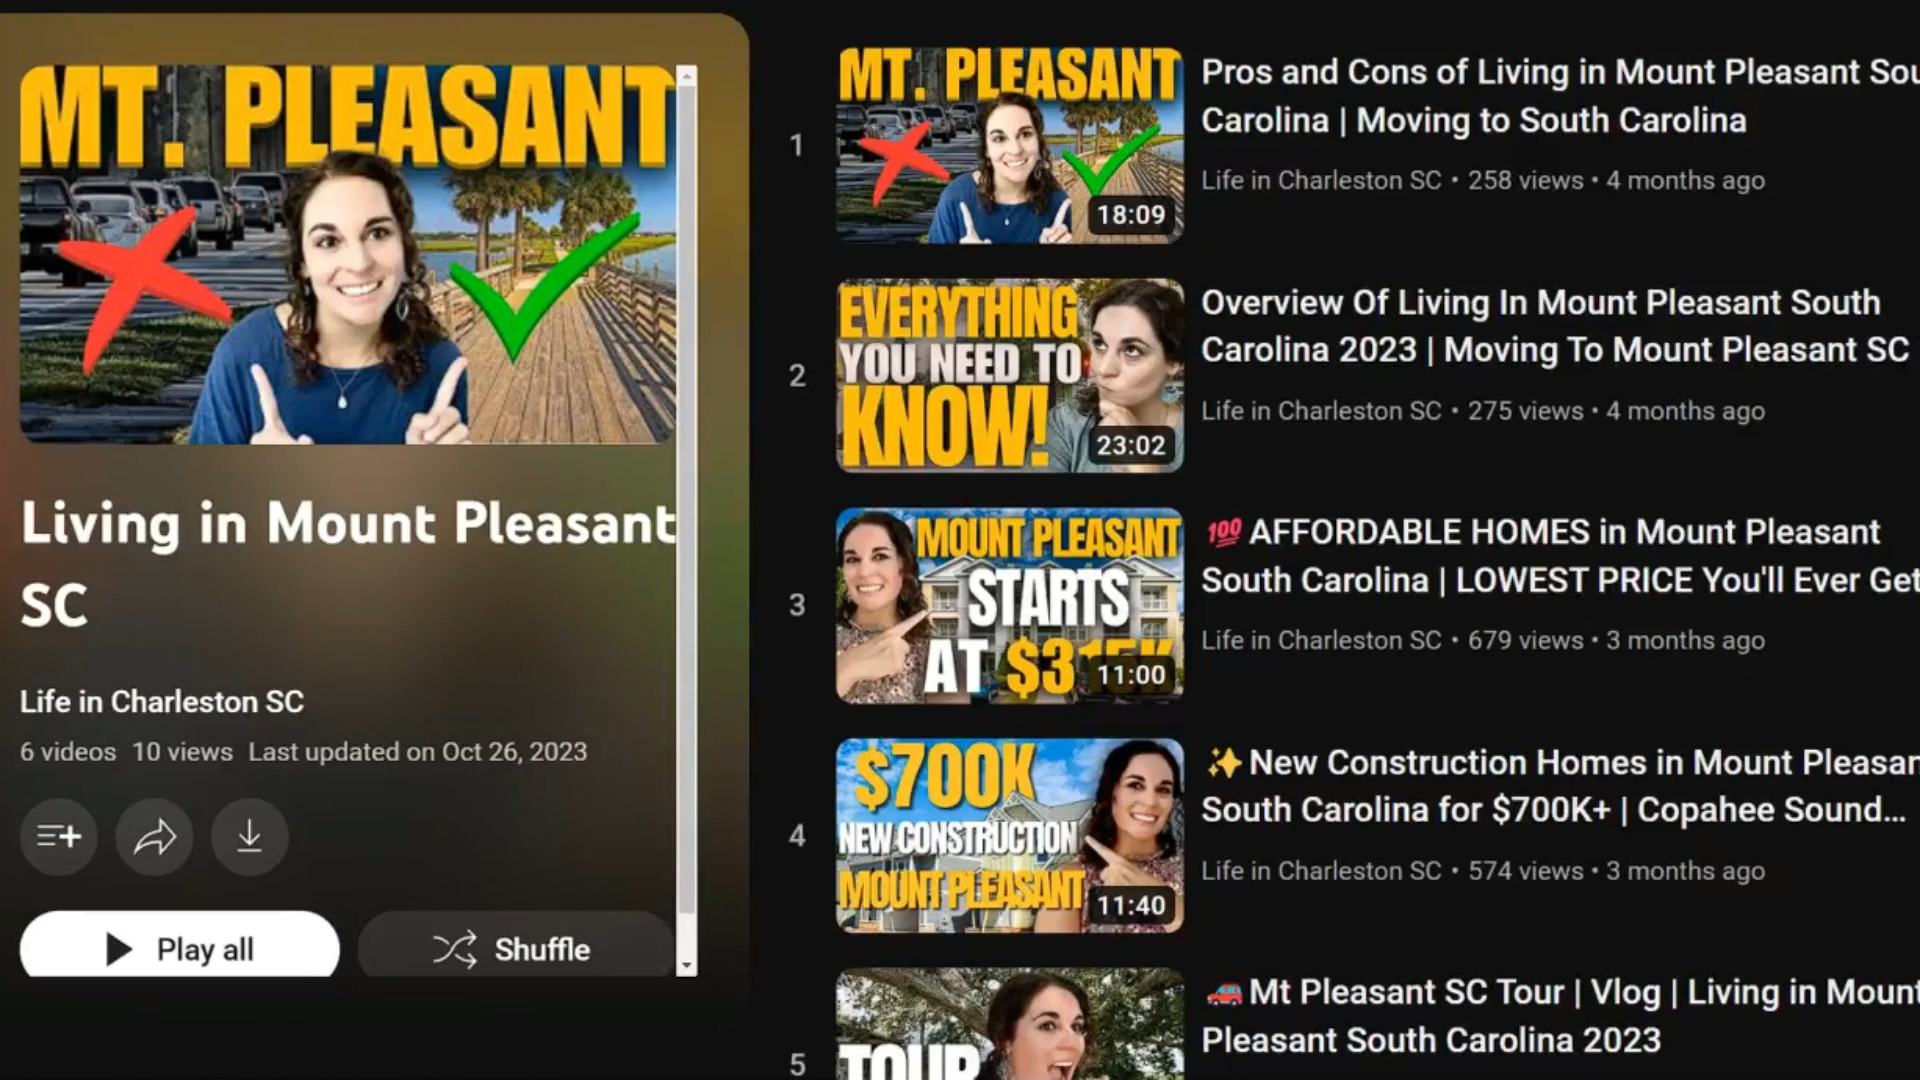 MT. PLEASANT
Living in Mount Pleasant
SC
Life in Charleston SC
6 videos 10 views Last updated on Oct 26, 2023
Play all
Shuffle
1
MT. PLEASANT
18:09
Pros and Cons of Living in Mount Pleasant
Carolina | Moving to South Carolina
Life in Charleston SC • 258 views • 4 months ago
2
EVERYTHING
YOU NEED TO
KNOW!
23:02
Overview Of Living In Mount Pleasant South
Carolina 2023 | Moving To Mount Pleasant SC
Life in Charleston SC • 275 views • 4 months ago
3
MOUNT PLEASANT
STARTS
AT $315K
11:00
💯 AFFORDABLE HOMES in Mount Pleasant
South Carolina | LOWEST PRICE You'll Ever Get
Life in Charleston SC • 679 views • 3 months ago
4
$700K
NEW CONSTRUCTION
MOUNT PLEASANT
11:40
✨ New Construction Homes in Mount Pleasan
South Carolina for $700K+ | Copahee Sound...
Life in Charleston SC • 574 views • 3 months ago
5
TOUR
🚗 Mt Pleasant SC Tour | Vlog | Living in Mount
Pleasant South Carolina 2023